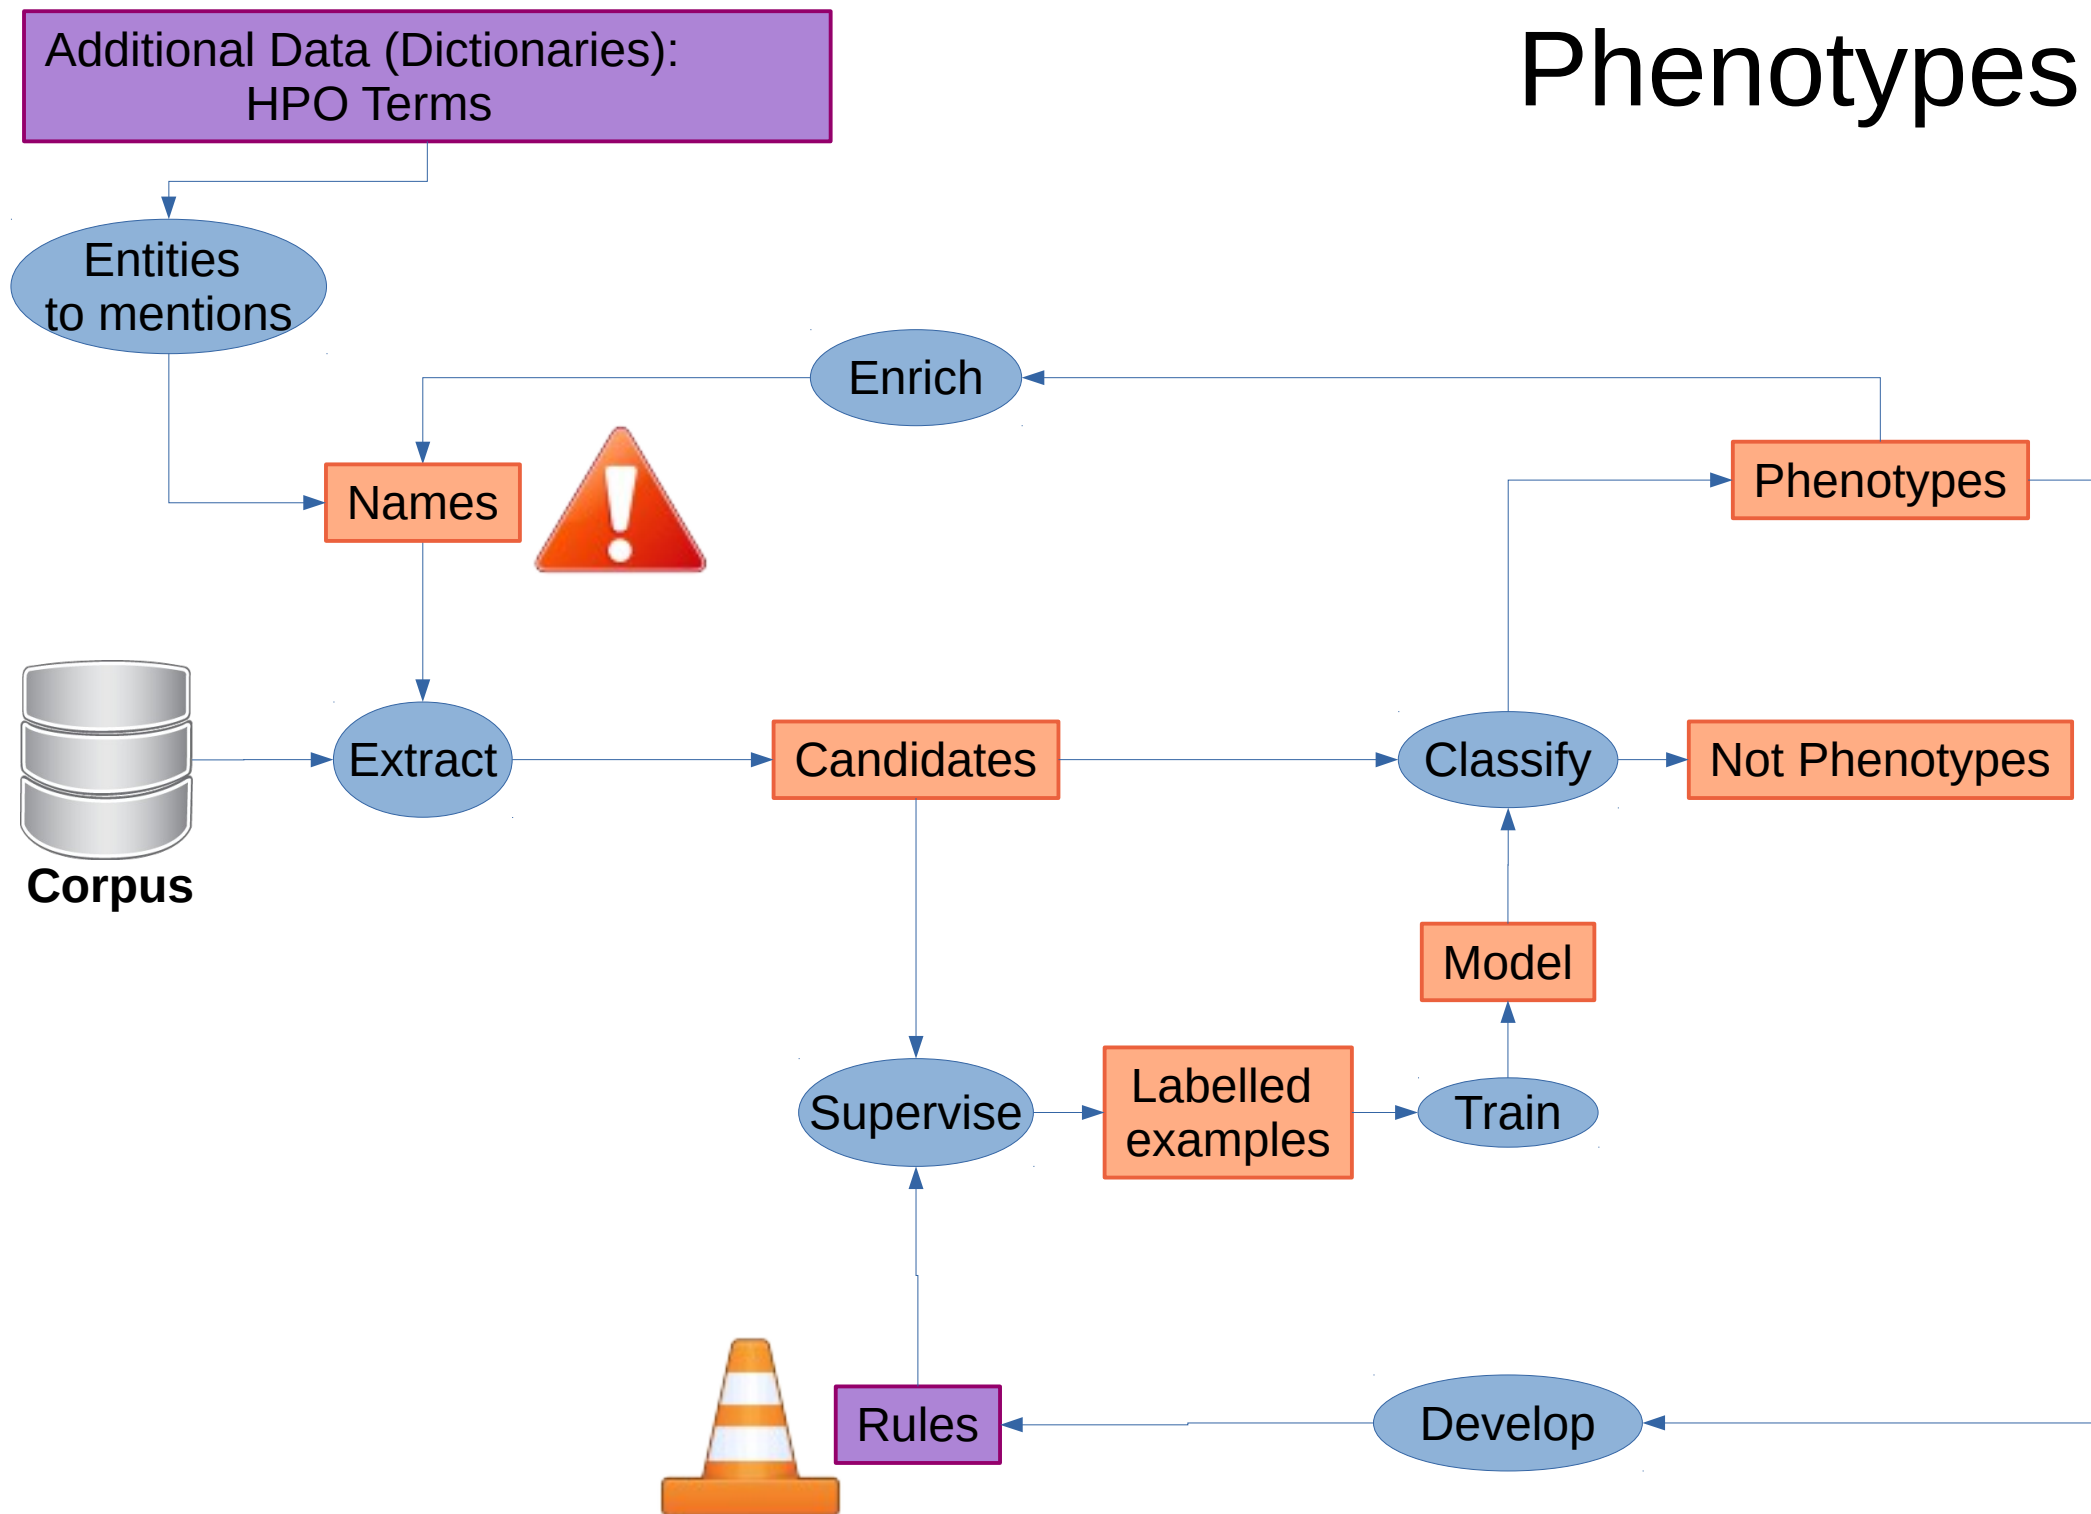 Additional Data (Dictionaries):
HPO Terms
Phenotypes
Entities
to mentions
Enrich
Names
Phenotypes
Extract
Candidates
Classify
Not Phenotypes
Corpus
Model
Supervise
Labelled
examples
Train
Rules
Develop